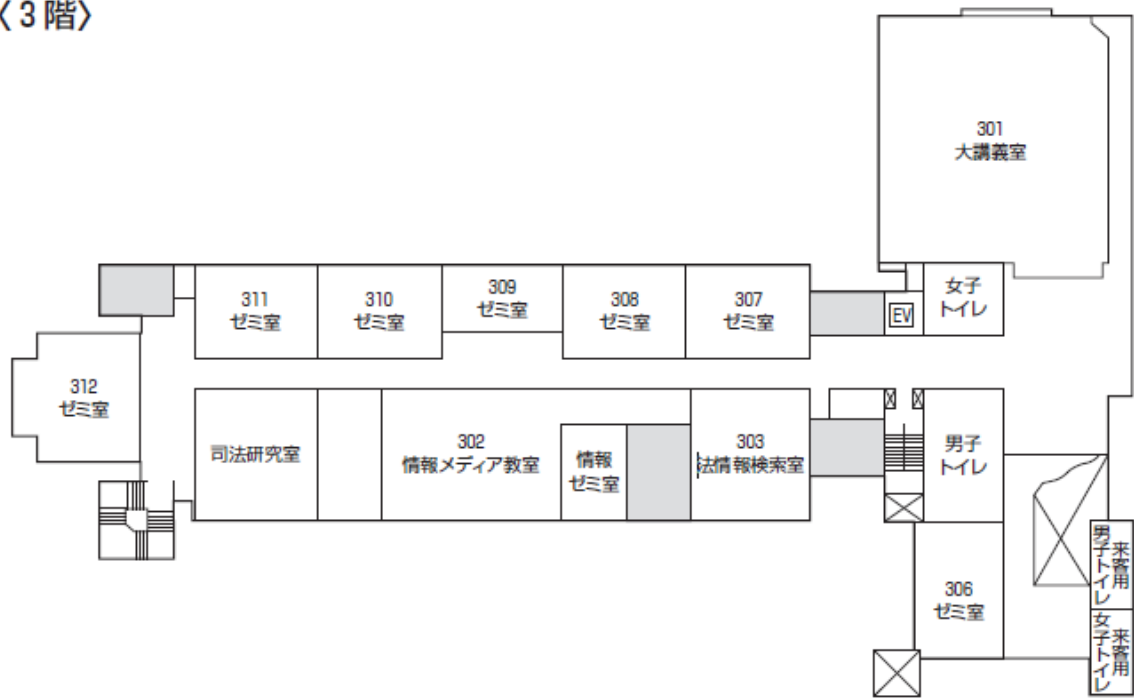 〈3階〉
301
大講義室
女子
トイレ
EV
307
ゼミ室
308
ゼミ室
309
ゼミ室
310
ゼミ室
311
ゼミ室
312
ゼミ室
司法研究室
302
情報メディア教室
情報
ゼミ室
303
法情報検索室
男子
トイレ
306
ゼミ室
来客用
男子トイレ
来客用
女子トイレ